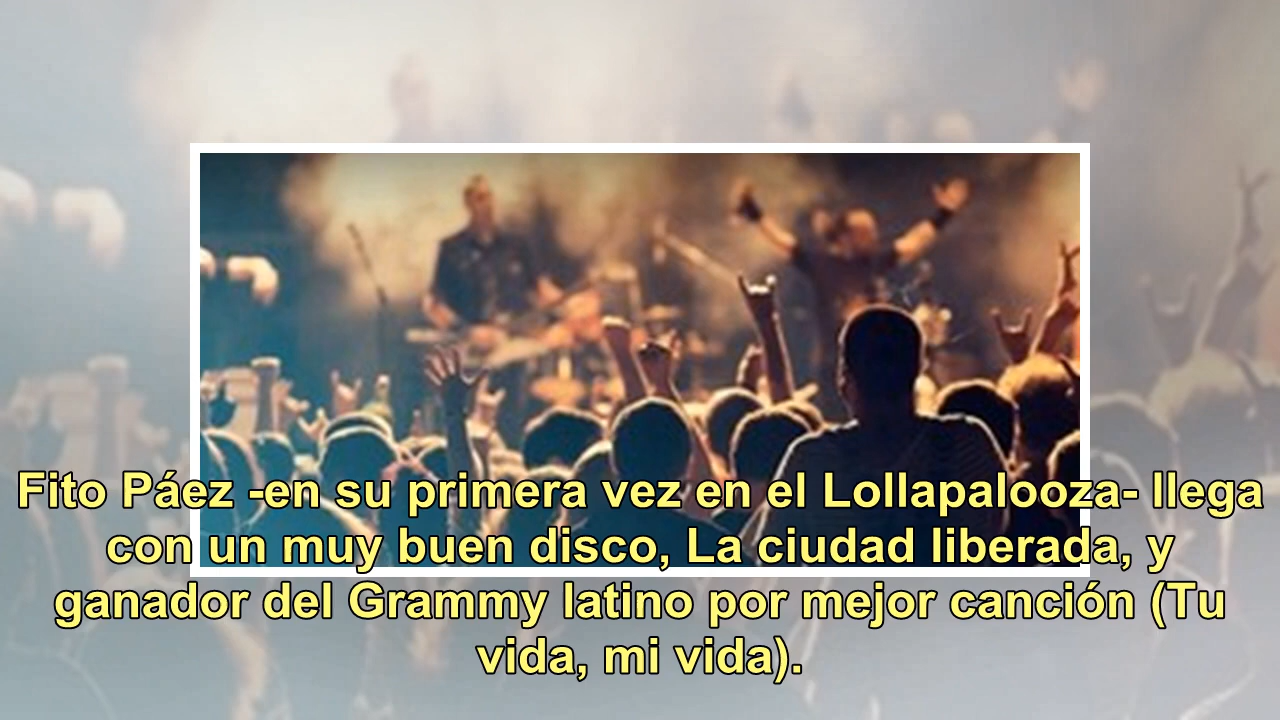 Fito Páez -en su primera vez en el Lollapalooza- llega
con un muy buen disco, La ciudad liberada, y
ganador del Grammy latino por mejor canción (Tu
vida, mi vida).